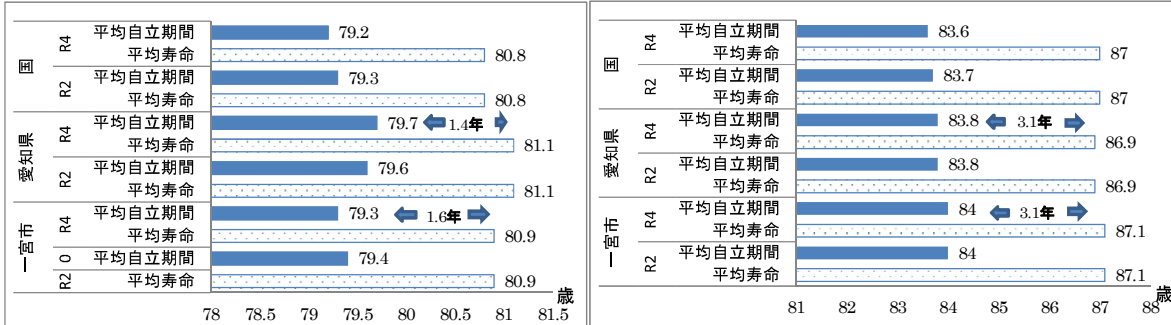 国
R4
平均自立期間 79.2
平均寿命 80.8
R2
平均自立期間 79.3
平均寿命 80.8
愛知県
R4
平均自立期間 79.7 1.4年
平均寿命 81.1
R2
平均自立期間 79.6
平均寿命 81.1
一宮市
R4
平均自立期間 79.3 1.6年
平均寿命 80.9
0
平均自立期間 79.4
R2
平均寿命 80.9
歳
78 78.5 79 79.5 80 80.5 81 81.5
国
R4
平均自立期間 83.6
平均寿命 87
R2
平均自立期間 83.7
平均寿命 87
愛知県
R4
平均自立期間 83.8 3.1年
平均寿命 86.9
R2
平均自立期間 83.8
平均寿命 86.9
一宮市
R4
平均自立期間 84 3.1年
平均寿命 87.1
R2
平均自立期間 84
平均寿命 87.1
歳
81 82 83 84 85 86 87 88